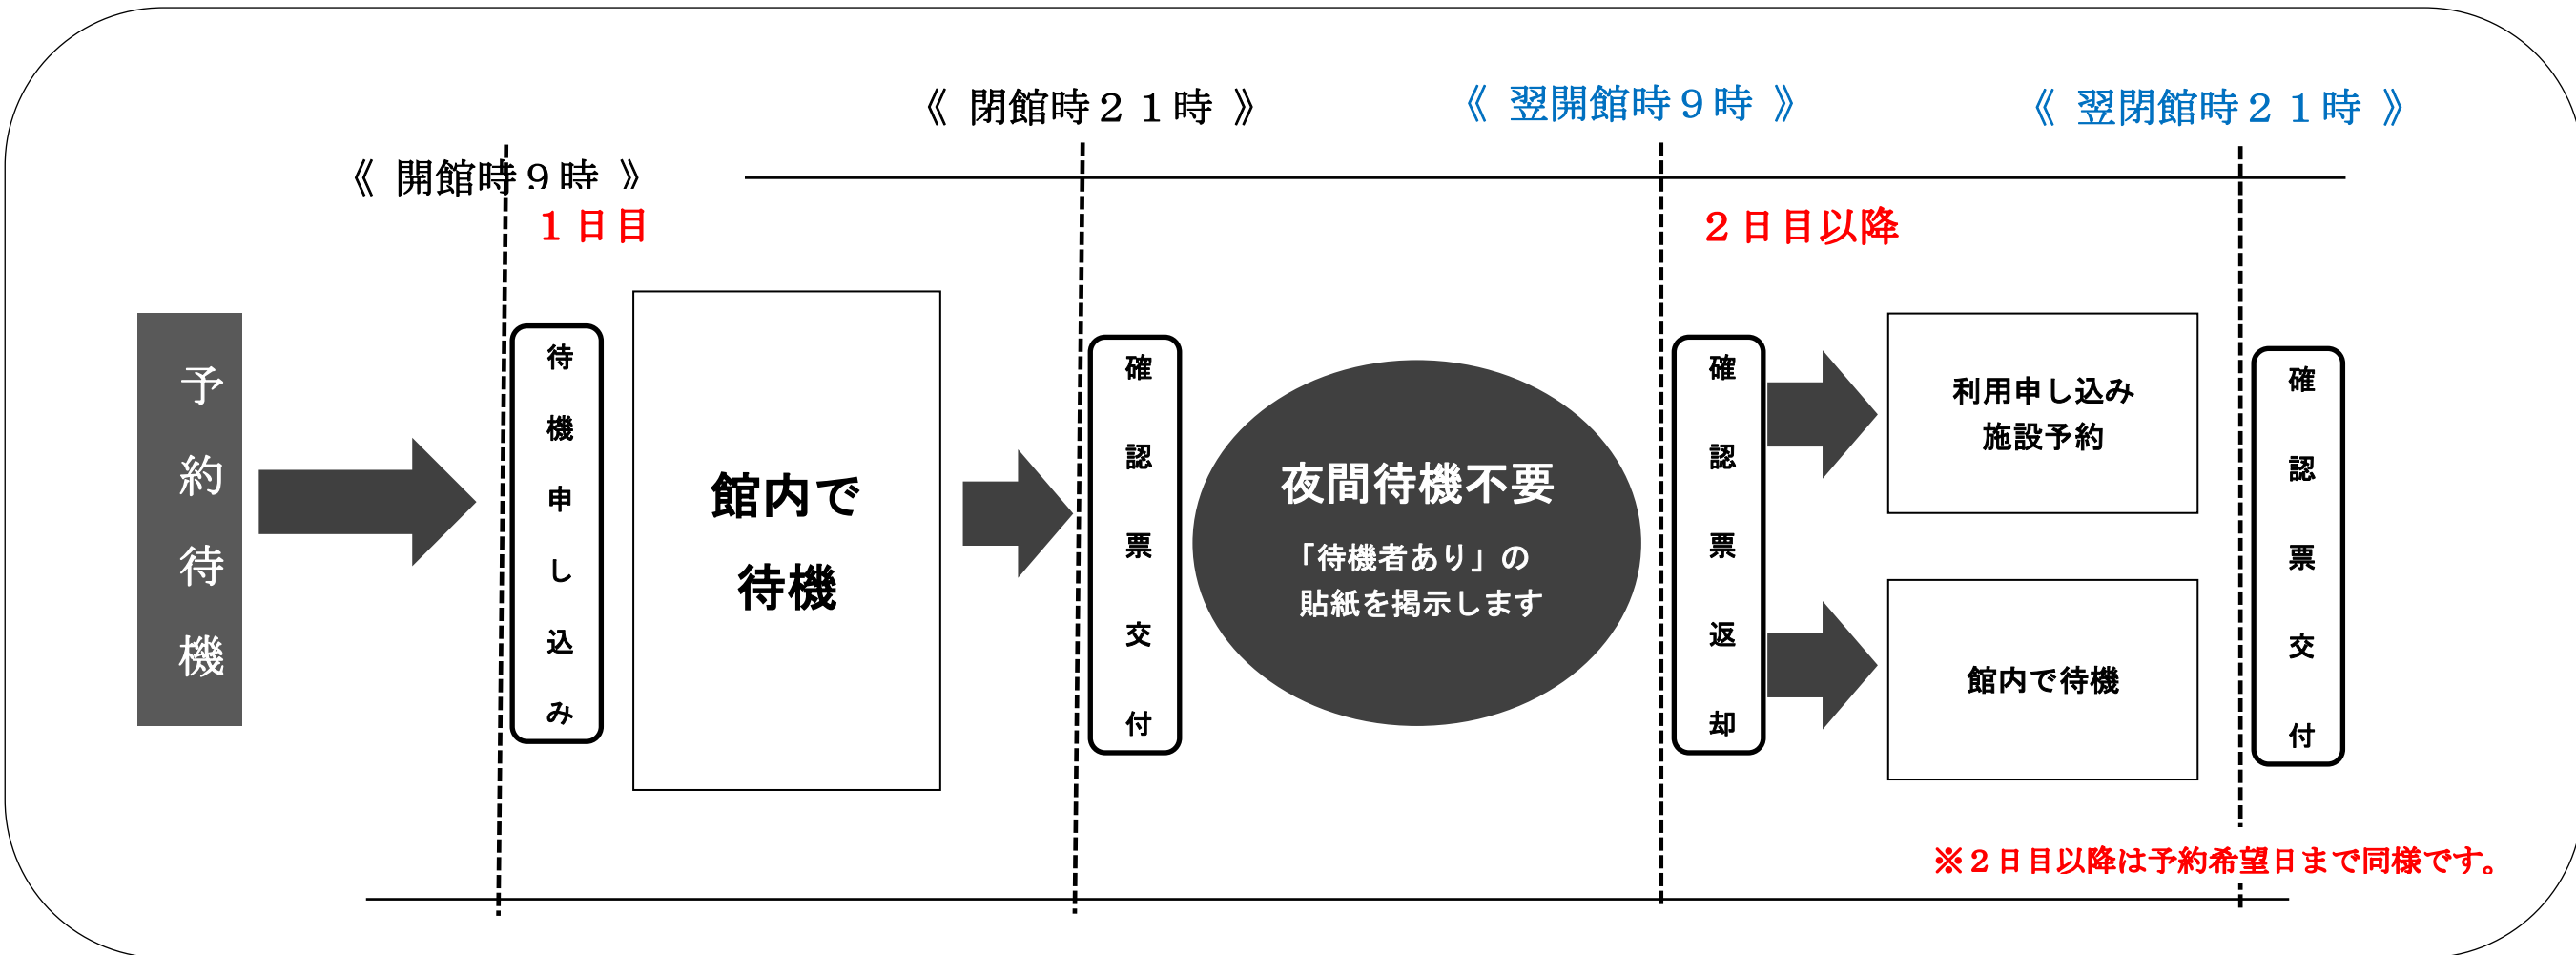 《 開館時９時 》
《 閉館時２１時 》
《 翌開館時９時 》
《 翌閉館時２１時 》
１日目
２日目以降
予約待機
待機申し込み
館内で
待機
確認票交付
夜間待機不要
「待機者あり」の
貼紙を掲示します
確認票返却
利用申し込み
施設予約
館内で待機
確認票交付
※２日目以降は予約希望日まで同様です。